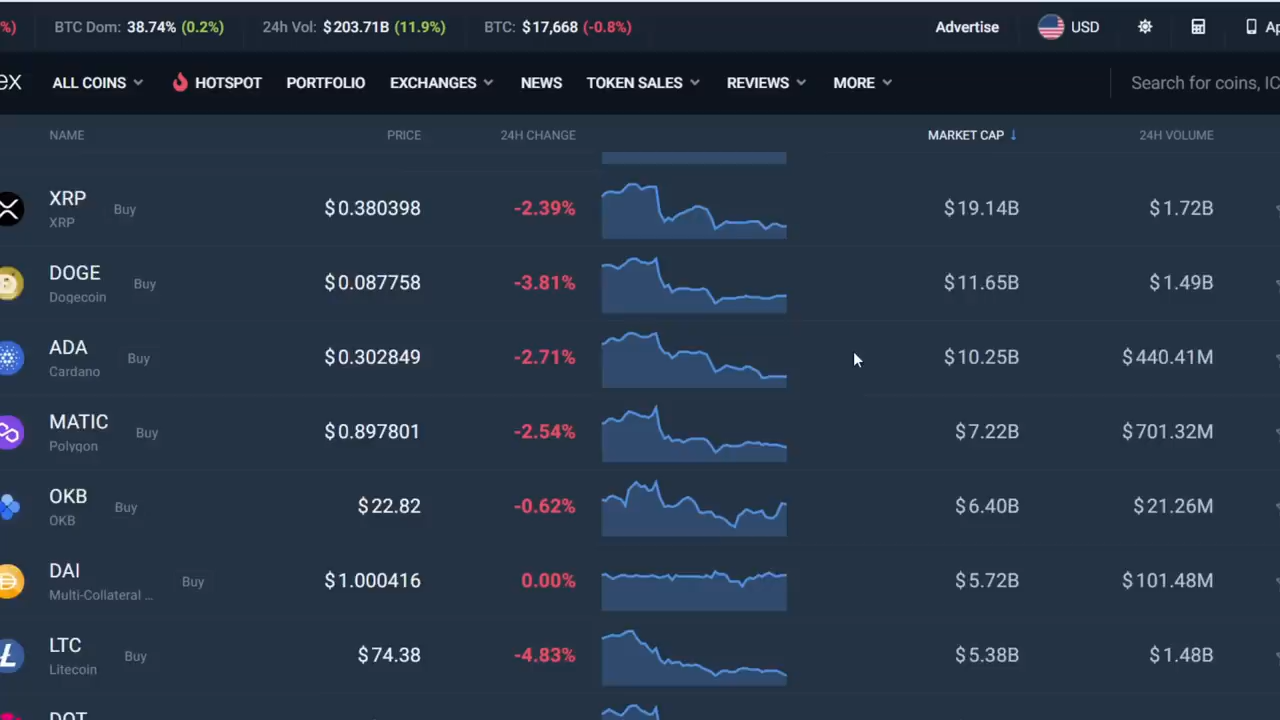 %) BTC Dom: 38.74% (0.2%) 24h Vol: $203.71B (11.9%) BTC: $17,668 (-0.8%) Advertise USD Ap
ex ALL COINS HOTSPOT PORTFOLIO EXCHANGES NEWS TOKEN SALES REVIEWS MORE Search for coins, IC
NAME PRICE 24H CHANGE MARKET CAP ↓ 24H VOLUME
XRP Buy $0.380398 -2.39% $19.14B $1.72B
XRP
DOGE Buy $0.087758 -3.81% $11.65B $1.49B
Dogecoin
ADA Buy $0.302849 -2.71% $10.25B $440.41M
Cardano
MATIC Buy $0.897801 -2.54% $7.22B $701.32M
Polygon
OKB Buy $22.82 -0.62% $6.40B $21.26M
OKB
DAI Buy $1.000416 0.00% $5.72B $101.48M
Multi-Collateral ...
LTC Buy $74.38 -4.83% $5.38B $1.48B
Litecoin
DOT